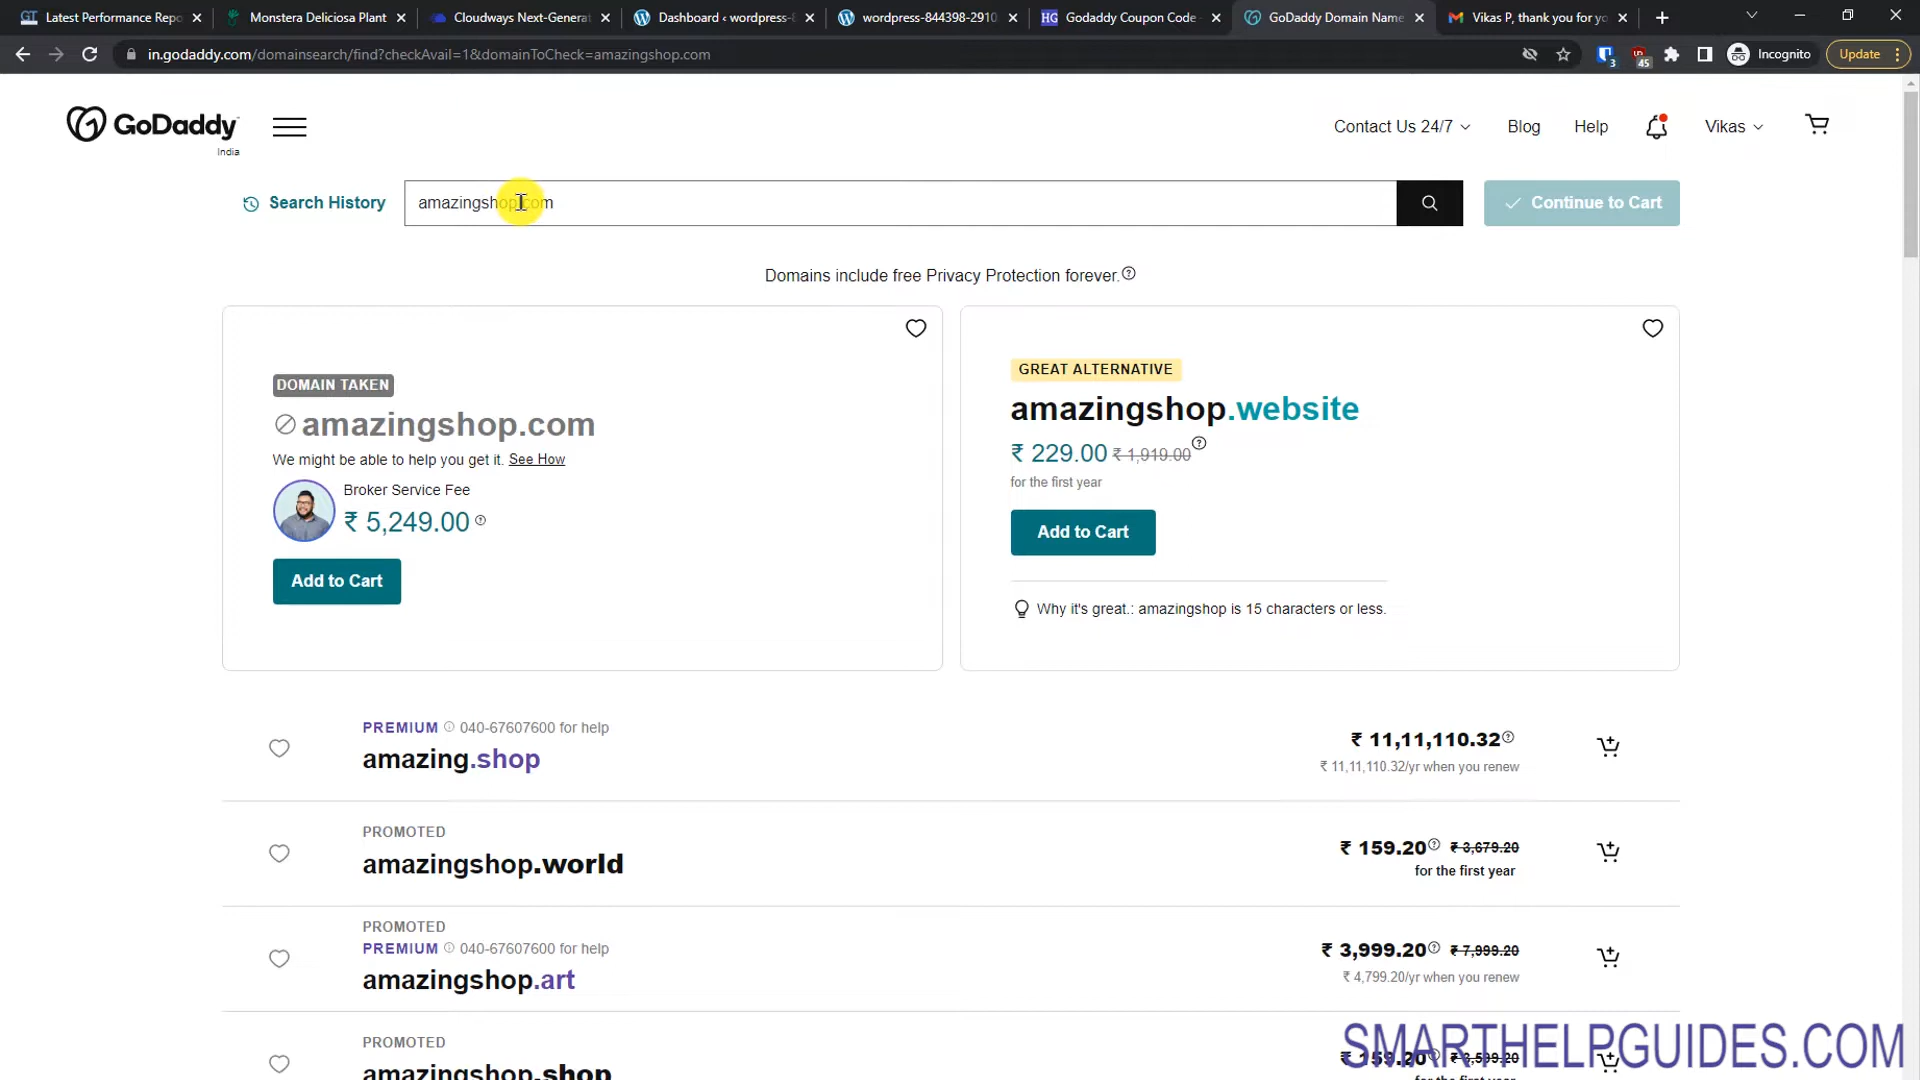 Latest Performance Repo
Monstera Deliciosa Plant
Cloudways Next-Generat
Dashboard ‹ wordpress-8
wordpress-844398-2910
HG
Godaddy Coupon Code -
GoDaddy Domain Name
Vikas P, thank you for yo
in.godaddy.com/domainsearch/find?checkAvail=1&domainToCheck=amazingshop.com
3
45
Incognito
Update
GoDaddy
India
Contact Us 24/7
Blog
Help
Vikas
Search History
amazingshop.com
Continue to Cart
Domains include free Privacy Protection forever.
DOMAIN TAKEN
amazingshop.com
We might be able to help you get it. See How
Broker Service Fee
₹ 5,249.00
Add to Cart
GREAT ALTERNATIVE
amazingshop.website
₹ 229.00 ₹ 1,919.00
for the first year
Add to Cart
Why it's great.: amazingshop is 15 characters or less.
PREMIUM 040-67607600 for help
amazing.shop
₹ 11,11,110.32
₹ 11,11,110.32/yr when you renew
PROMOTED
amazingshop.world
₹ 159.20 ₹ 3,679.20
for the first year
PROMOTED
PREMIUM 040-67607600 for help
amazingshop.art
₹ 3,999.20 ₹ 7,999.20
₹ 4,799.20/yr when you renew
PROMOTED
amazingshop.shop
₹ 159.20
SMARTHELPGUIDES.COM